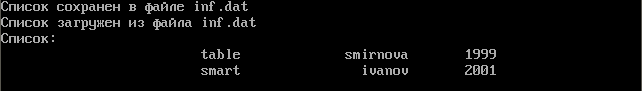 Список сохранен в файле inf.dat
Список загружен из файла inf.dat
Список:
table smirnova 1999
smart ivanov 2001